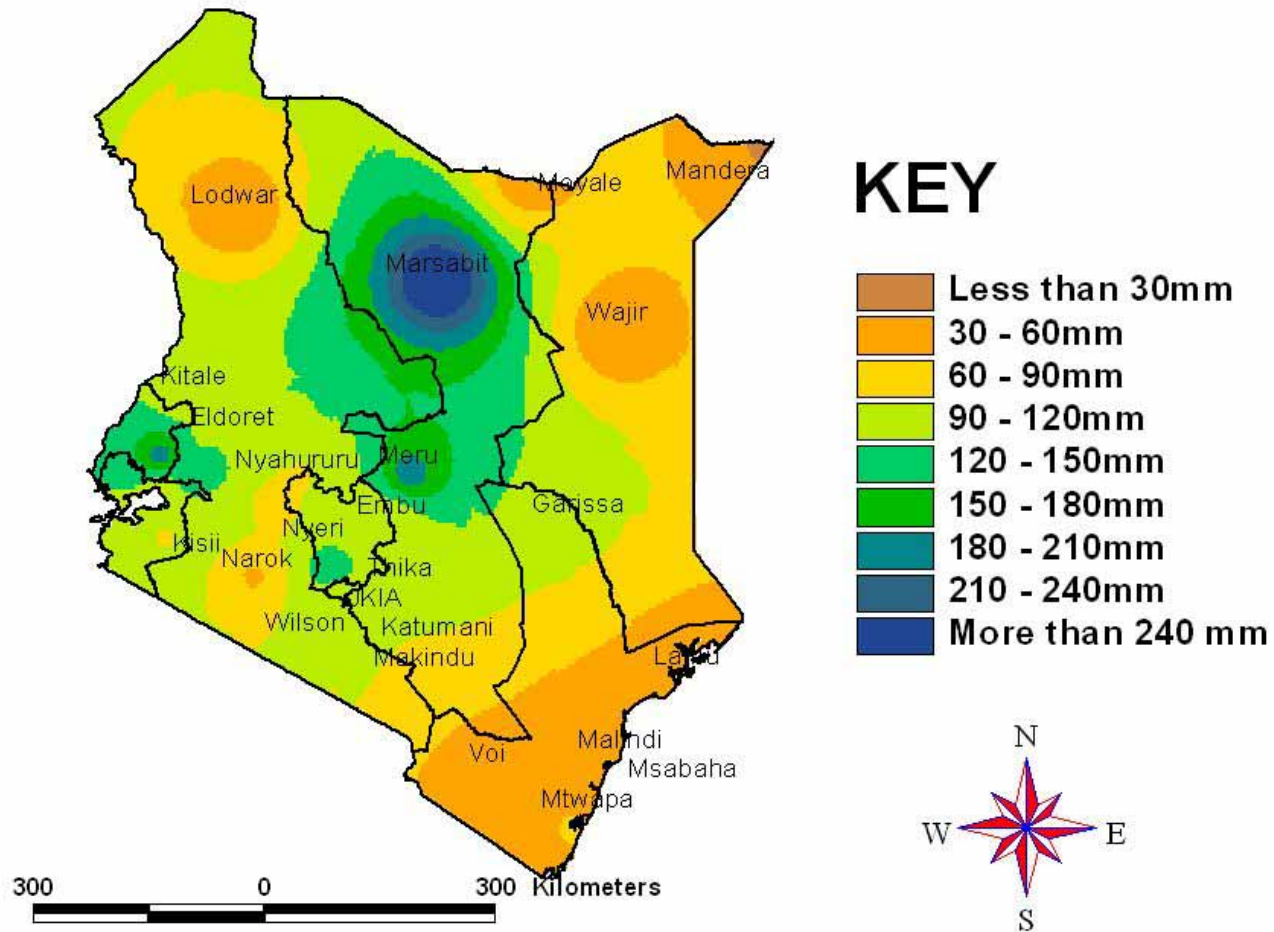 Lodwar
Moyale
Mandera
Marsabit
Wajir
Kitale
Eldoret
Nyahururu
Meru
Embu
Garissa
Nyeri
Kisii
Narok
Thika
JKIA
Wilson
Katumani
Makindu
Lamu
Voi
Malindi
Msabaha
Mtwapa
300 0 300 Kilometers
KEY
Less than 30mm
30 - 60mm
60 - 90mm
90 - 120mm
120 - 150mm
150 - 180mm
180 - 210mm
210 - 240mm
More than 240 mm
N
W E
S